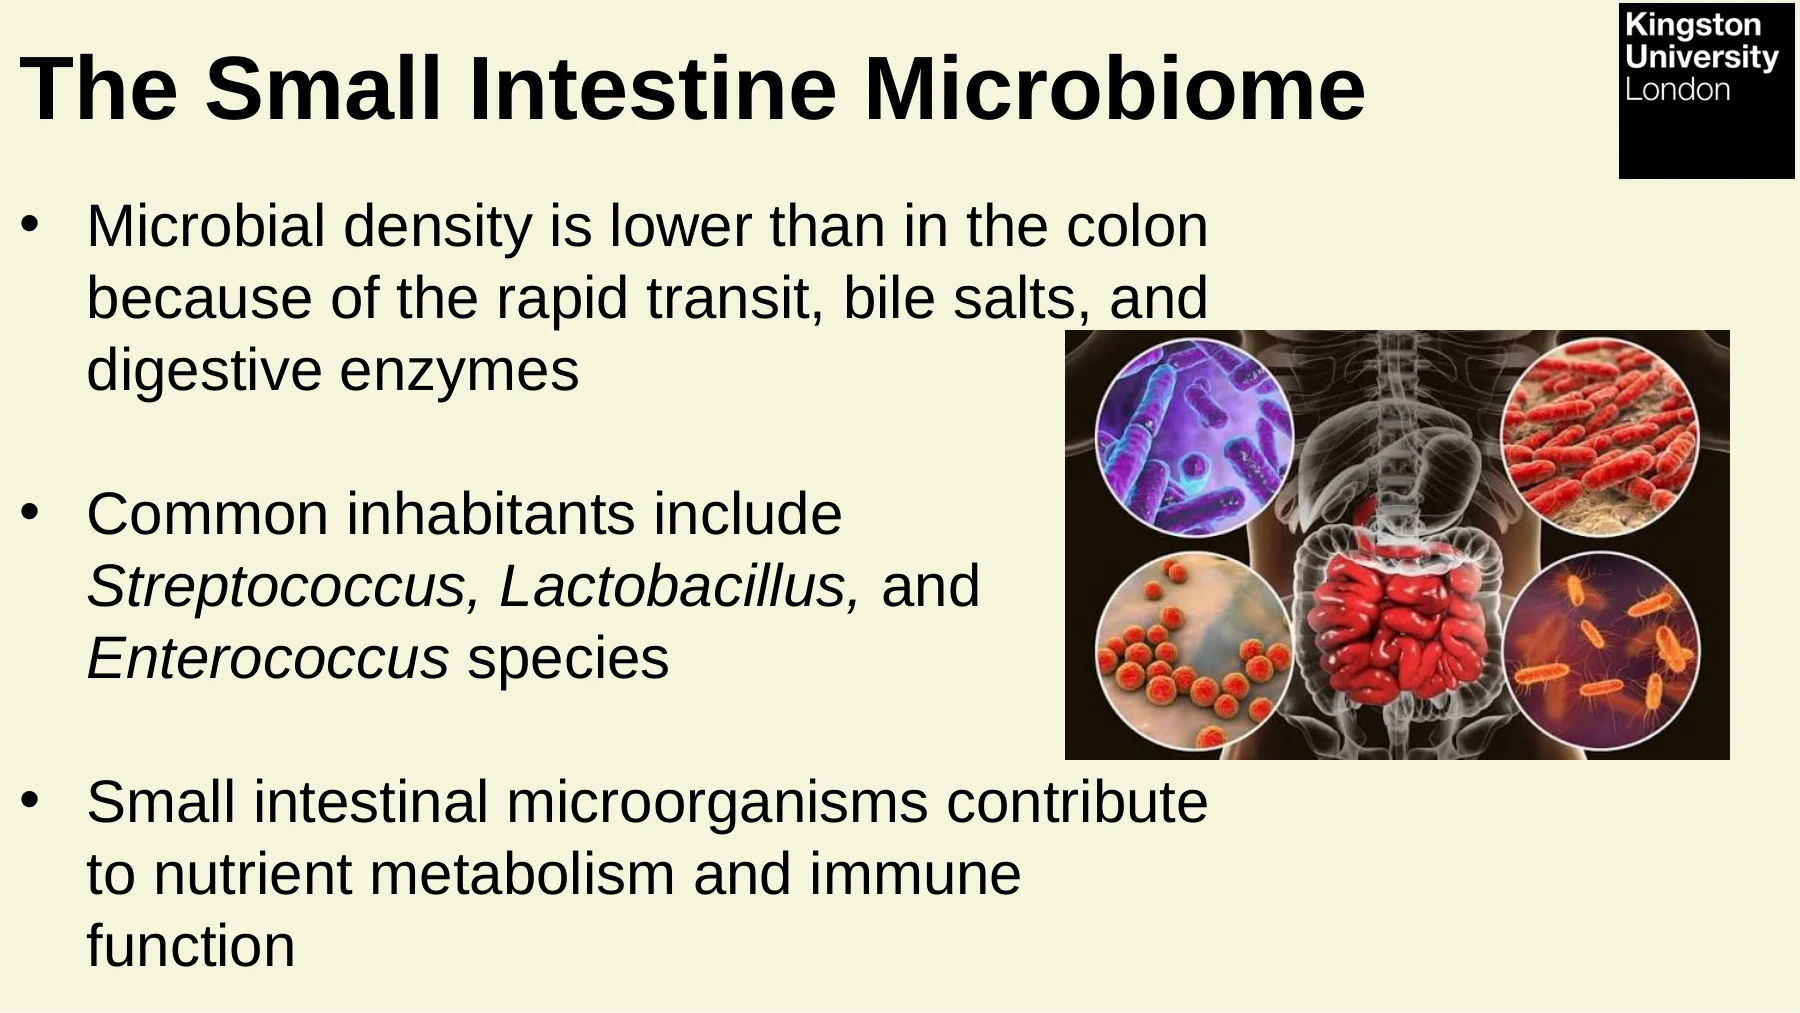 The Small Intestine Microbiome
Kingston
University
London
• Microbial density is lower than in the colon
because of the rapid transit, bile salts, and
digestive enzymes
• Common inhabitants include
Streptococcus, Lactobacillus, and
Enterococcus species
• Small intestinal microorganisms contribute
to nutrient metabolism and immune
function